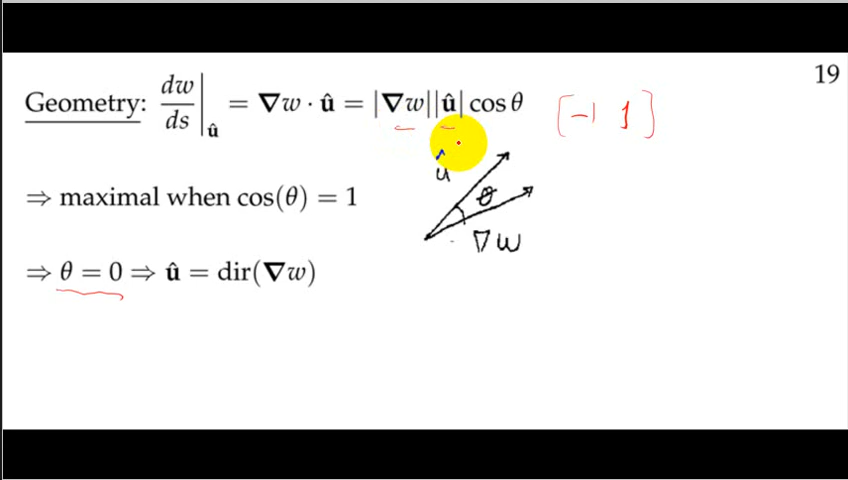 19
Geometry: dw/ds|û = ∇w · û = |∇w||û| cos θ [-1 1]
û
⇒ maximal when cos(θ) = 1
θ
∇w
⇒ θ = 0 ⇒ û = dir(∇w)